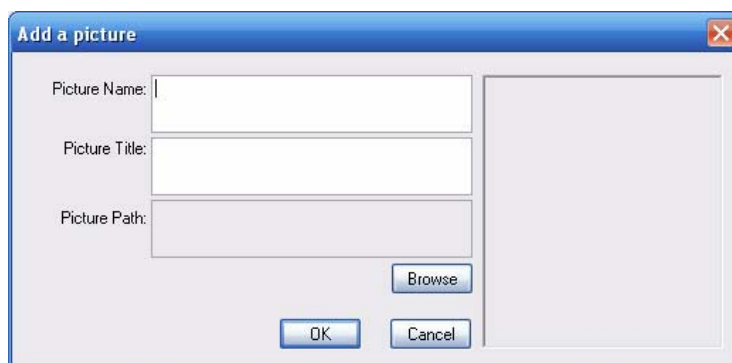 Add a picture
Picture Name:
Picture Title:
Picture Path:
Browse
OK
Cancel